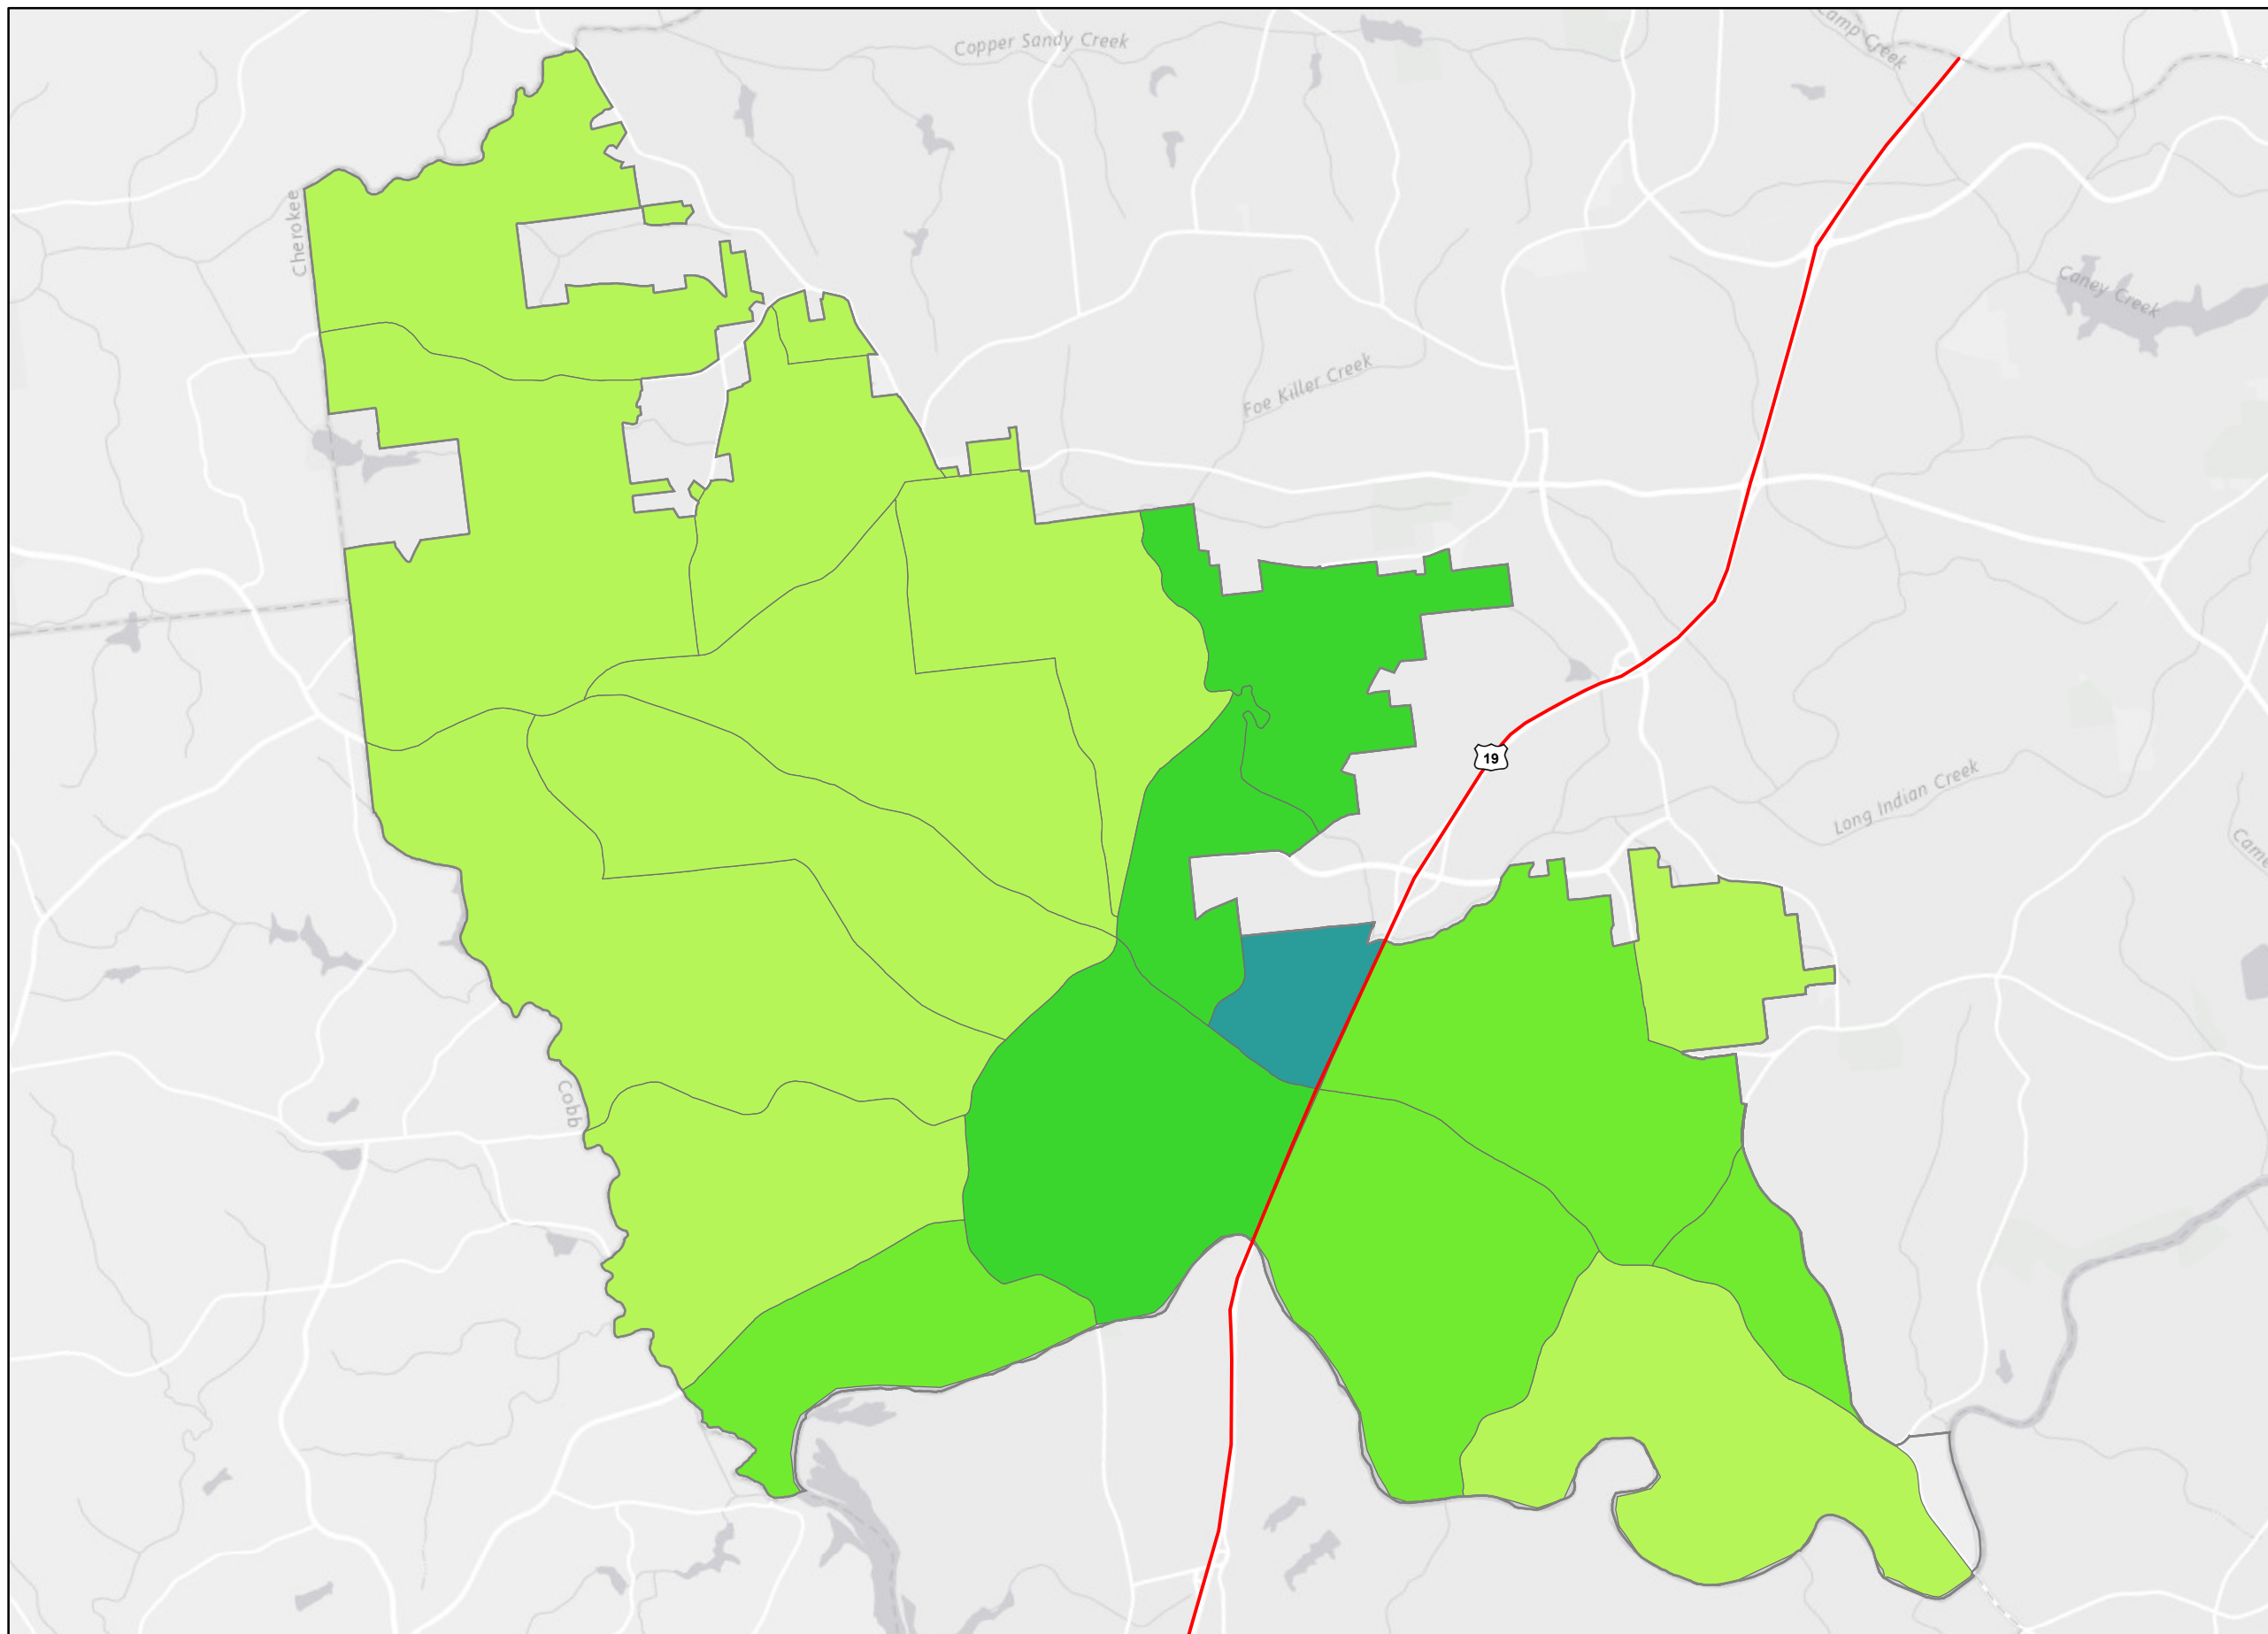 Camp Creek
Copper Sandy Creek
Cherokee
Caney Creek
Foe Killer Creek
19
Long Indian Creek
Cobb